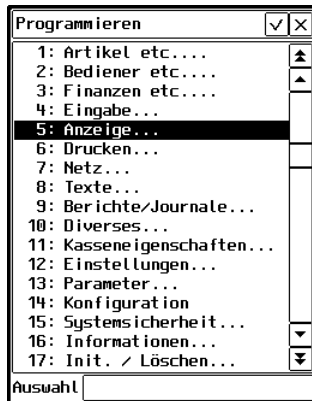 Programmieren
1: Artikel etc....
2: Bediener etc....
3: Finanzen etc....
4: Eingabe...
5: Anzeige...
6: Drucken...
7: Netz...
8: Texte...
9: Berichte/Journale...
10: Diverses...
11: Kasseneigenschaften...
12: Einstellungen...
13: Parameter...
14: Konfiguration
15: Systemsicherheit...
16: Informationen...
17: Init. / Löschen...
Auswahl